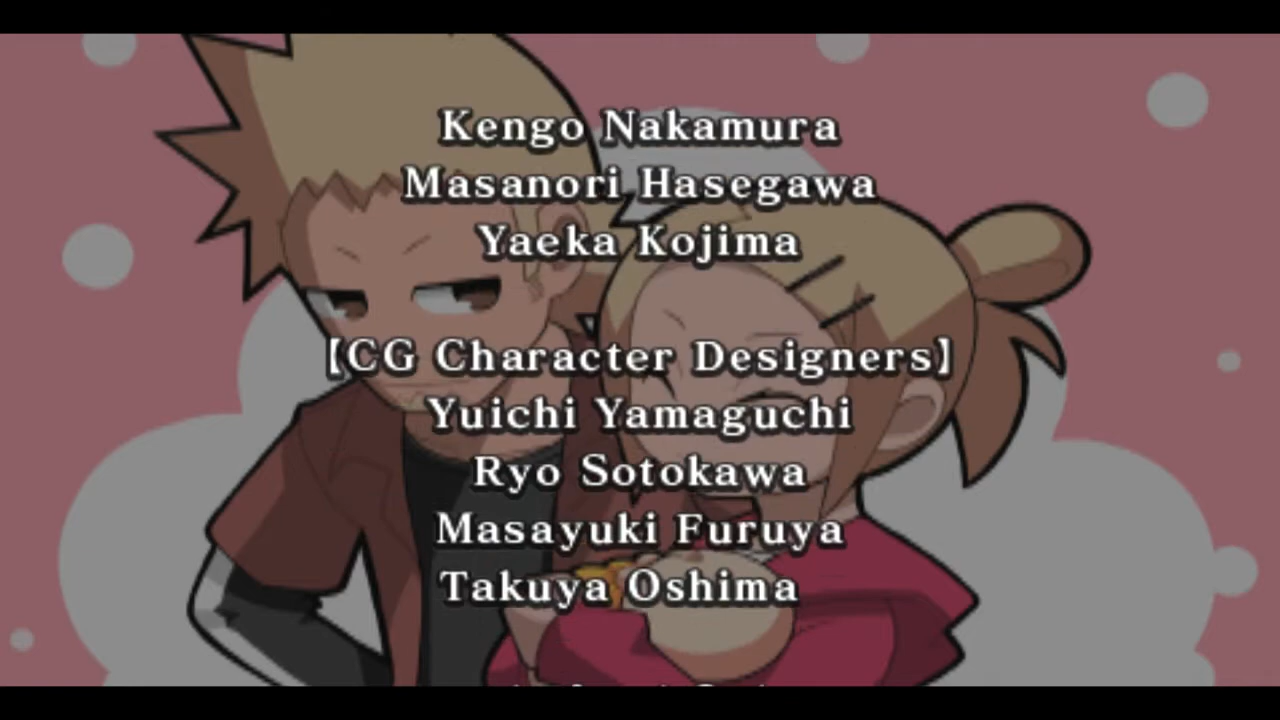 Kengo Nakamura
Masanori Hasegawa
Yaeka Kojima
【CG Character Designers】
Yuichi Yamaguchi
Ryo Sotokawa
Masayuki Furuya
Takuya Oshima